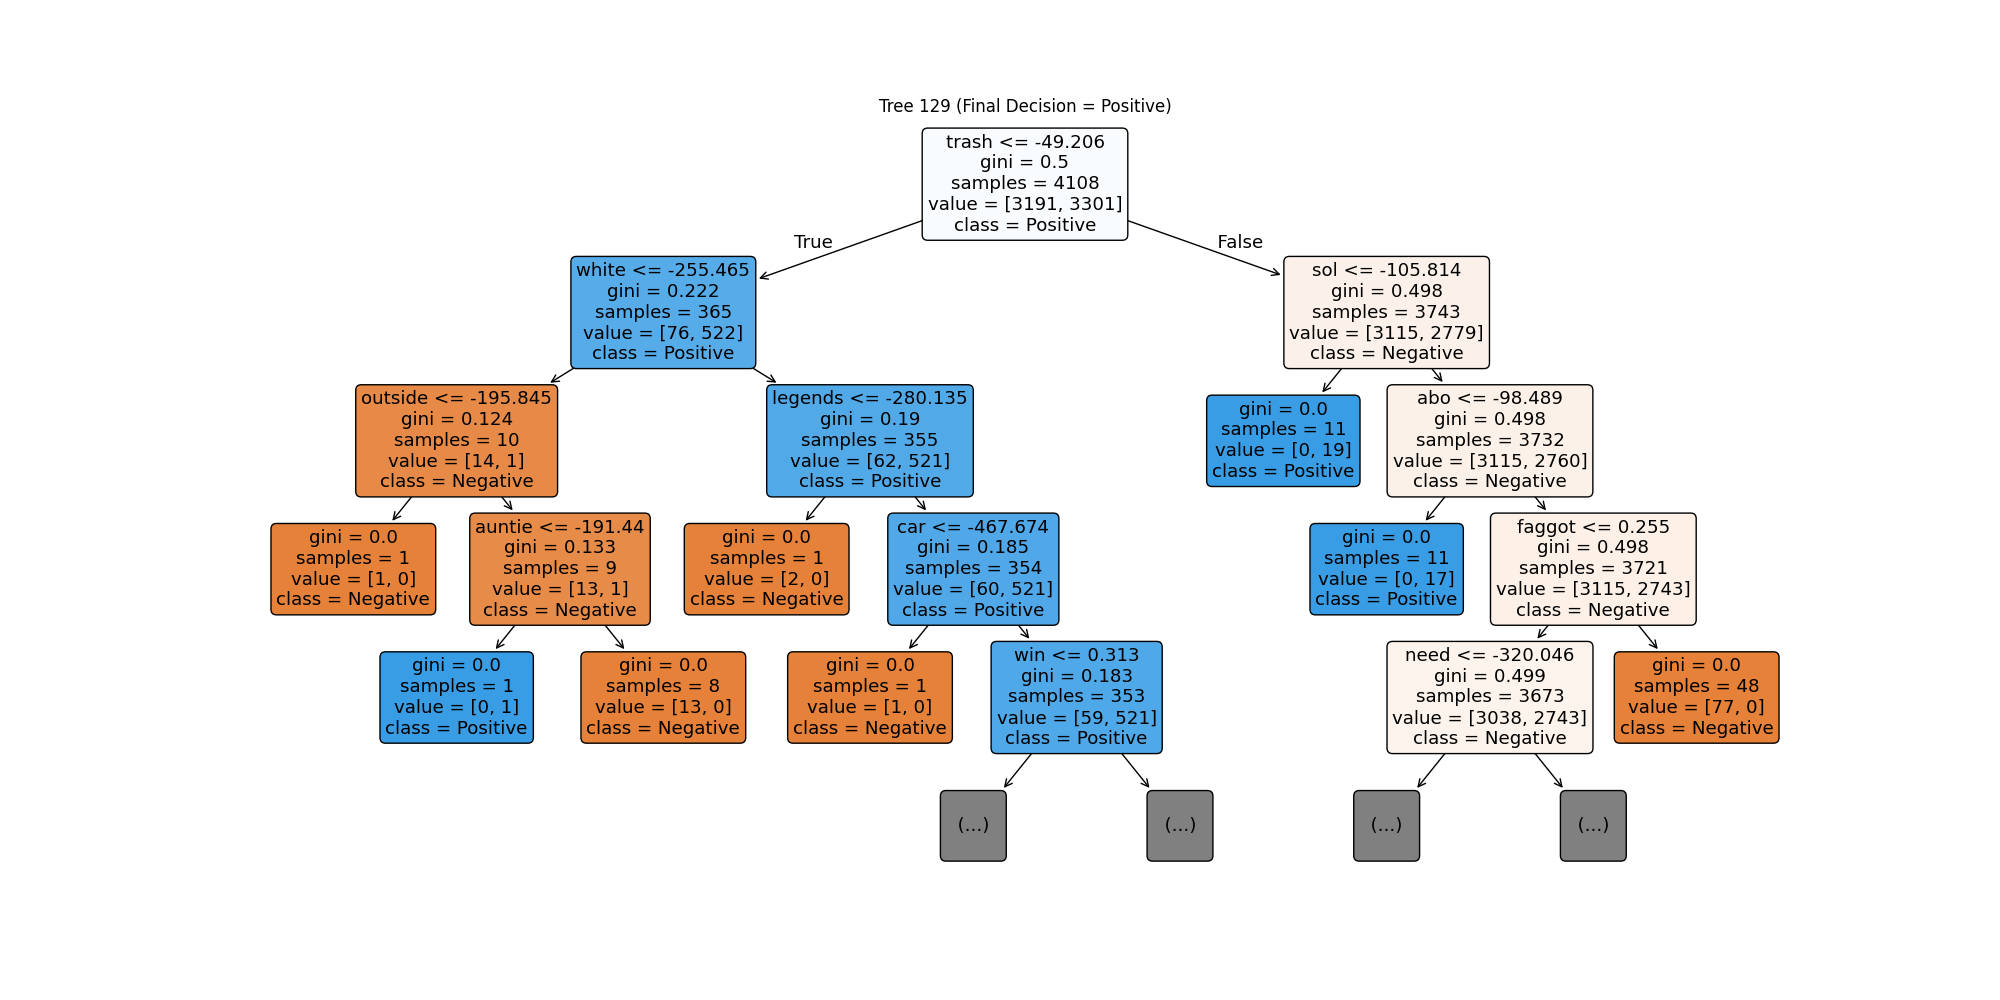 Tree 129 (Final Decision = Positive)
trash <= -49.206
gini = 0.5
samples = 4108
value = [3191, 3301]
class = Positive
True
False
white <= -255.465
gini = 0.222
samples = 365
value = [76, 522]
class = Positive
sol <= -105.814
gini = 0.498
samples = 3743
value = [3115, 2779]
class = Negative
outside <= -195.845
gini = 0.124
samples = 10
value = [14, 1]
class = Negative
legends <= -280.135
gini = 0.19
samples = 355
value = [62, 521]
class = Positive
gini = 0.0
samples = 11
value = [0, 19]
class = Positive
abo <= -98.489
gini = 0.498
samples = 3732
value = [3115, 2760]
class = Negative
gini = 0.0
samples = 1
value = [1, 0]
class = Negative
auntie <= -191.44
gini = 0.133
samples = 9
value = [13, 1]
class = Negative
gini = 0.0
samples = 1
value = [2, 0]
class = Negative
car <= -467.674
gini = 0.185
samples = 354
value = [60, 521]
class = Positive
gini = 0.0
samples = 11
value = [0, 17]
class = Positive
faggot <= 0.255
gini = 0.498
samples = 3721
value = [3115, 2743]
class = Negative
gini = 0.0
samples = 1
value = [0, 1]
class = Positive
gini = 0.0
samples = 8
value = [13, 0]
class = Negative
gini = 0.0
samples = 1
value = [1, 0]
class = Negative
win <= 0.313
gini = 0.183
samples = 353
value = [59, 521]
class = Positive
need <= -320.046
gini = 0.499
samples = 3673
value = [3038, 2743]
class = Negative
gini = 0.0
samples = 48
value = [77, 0]
class = Negative
(...)
(...)
(...)
(...)